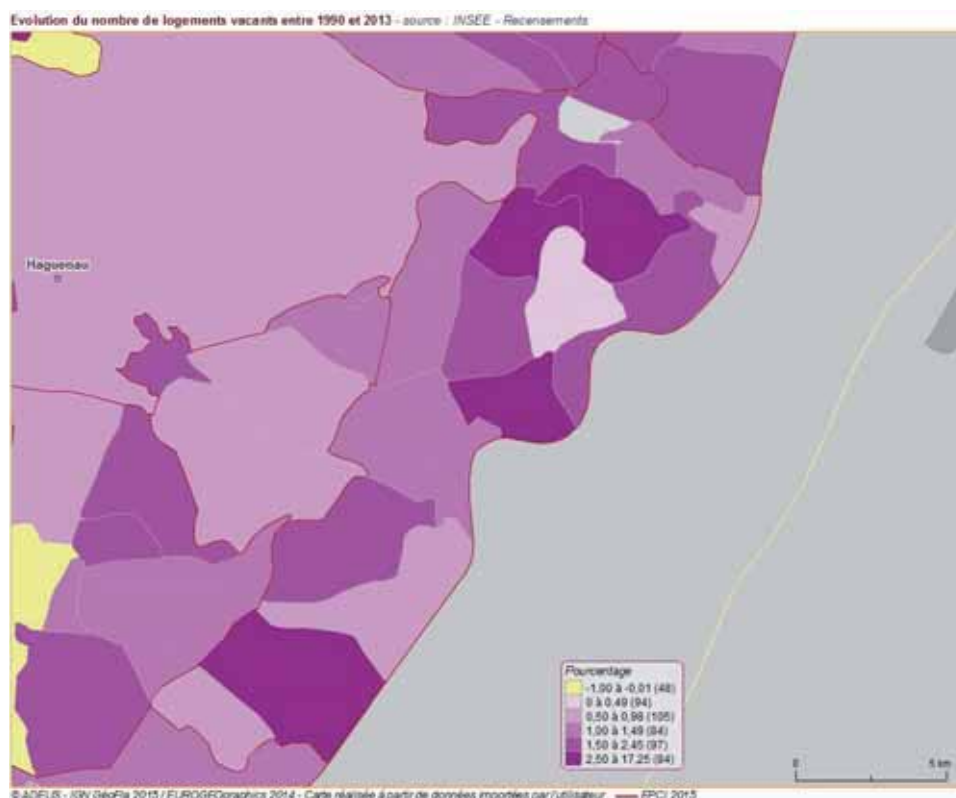 Evolution du nombre de logements vacants entre 1990 et 2013 - source : INSEE - Recensements
Haguenau
Pourcentage
-1,00 à -0,01 (48)
0 à 0,49 (94)
0,50 à 0,98 (105)
1,00 à 1,49 (84)
1,50 à 2,45 (97)
2,50 à 17,25 (94)
0 5 km
© ADEUS - IGN GéoFla 2015 / EUROGEOgraphics 2014 - Carte réalisée à partir de données importées par l'utilisateur EPCI 2015